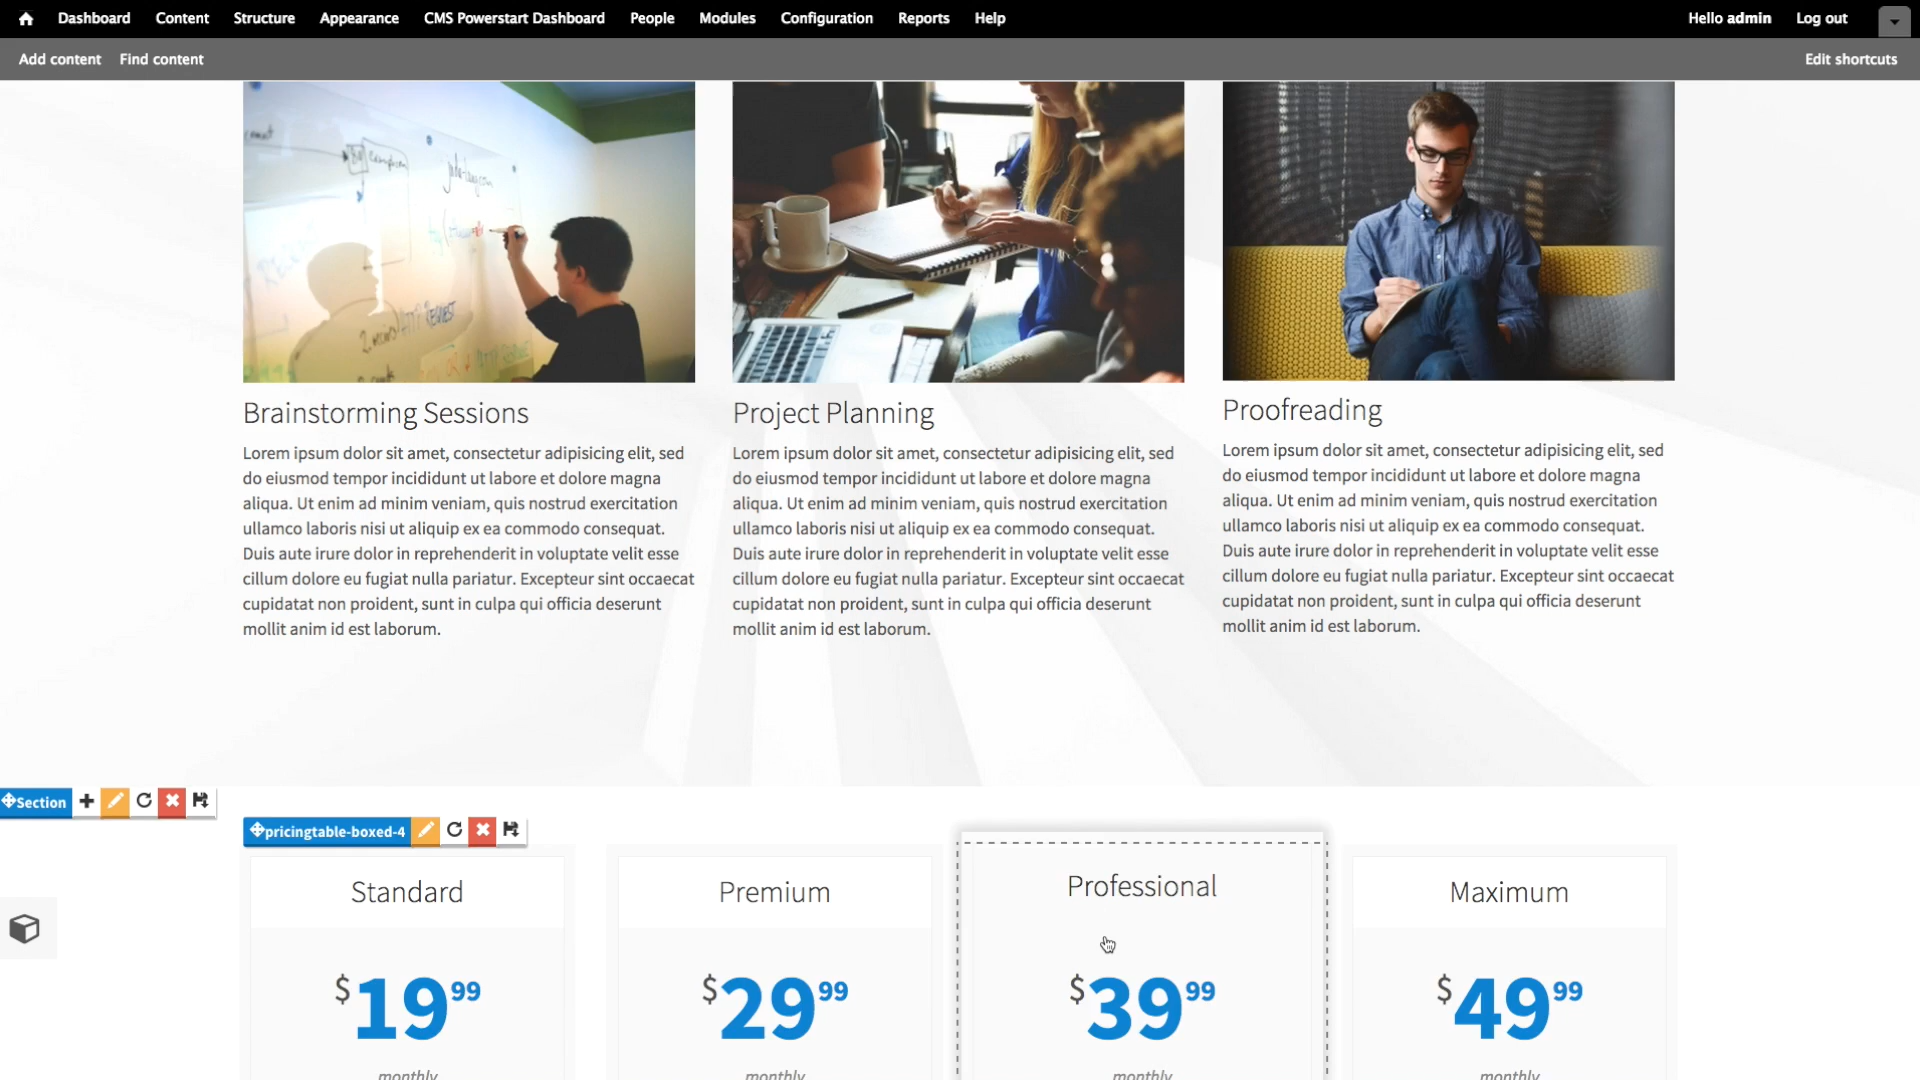 Dashboard Content Structure Appearance CMS Powerstart Dashboard People Modules Configuration Reports Help Hello admin Log out
Add content Find content Edit shortcuts
Brainstorming Sessions
Lorem ipsum dolor sit amet, consectetur adipisicing elit, sed
do eiusmod tempor incididunt ut labore et dolore magna
aliqua. Ut enim ad minim veniam, quis nostrud exercitation
ullamco laboris nisi ut aliquip ex ea commodo consequat.
Duis aute irure dolor in reprehenderit in voluptate velit esse
cillum dolore eu fugiat nulla pariatur. Excepteur sint occaecat
cupidatat non proident, sunt in culpa qui officia deserunt
mollit anim id est laborum.
Project Planning
Lorem ipsum dolor sit amet, consectetur adipisicing elit, sed
do eiusmod tempor incididunt ut labore et dolore magna
aliqua. Ut enim ad minim veniam, quis nostrud exercitation
ullamco laboris nisi ut aliquip ex ea commodo consequat.
Duis aute irure dolor in reprehenderit in voluptate velit esse
cillum dolore eu fugiat nulla pariatur. Excepteur sint occaecat
cupidatat non proident, sunt in culpa qui officia deserunt
mollit anim id est laborum.
Proofreading
Lorem ipsum dolor sit amet, consectetur adipisicing elit, sed
do eiusmod tempor incididunt ut labore et dolore magna
aliqua. Ut enim ad minim veniam, quis nostrud exercitation
ullamco laboris nisi ut aliquip ex ea commodo consequat.
Duis aute irure dolor in reprehenderit in voluptate velit esse
cillum dolore eu fugiat nulla pariatur. Excepteur sint occaecat
cupidatat non proident, sunt in culpa qui officia deserunt
mollit anim id est laborum.
Section
pricingtable-boxed-4
Standard
$19 99
monthly
Premium
$29 99
monthly
Professional
$39 99
monthly
Maximum
$49 99
monthly